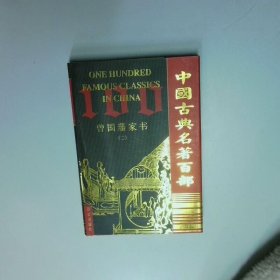 ONE HUNDRED
FAMOUS CLASSICS
IN CHINA
100
曾国藩家书
(二)
中國古典名著百部